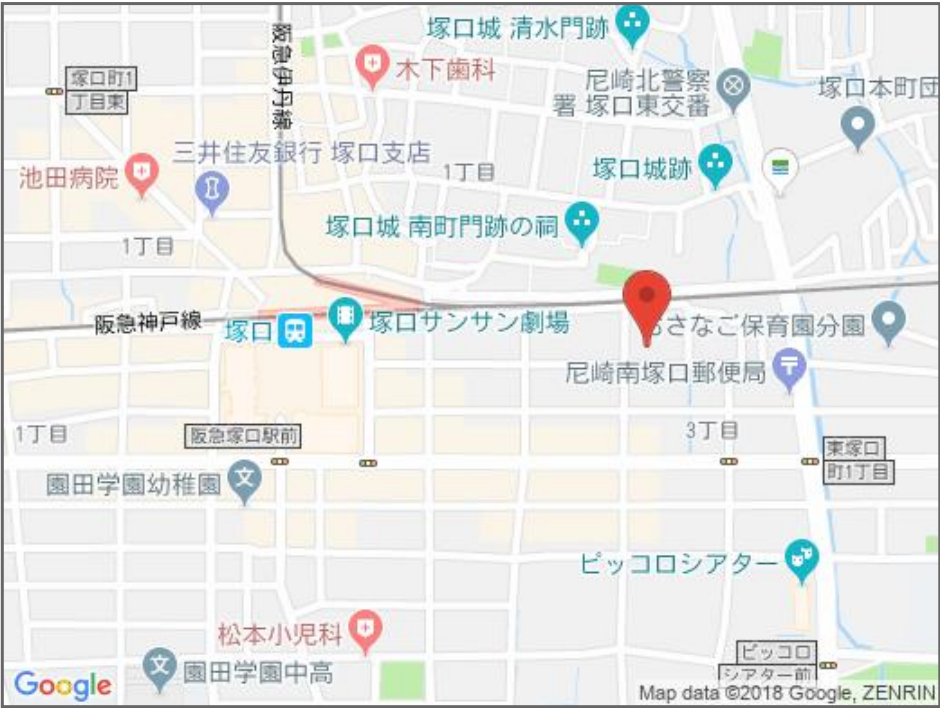 塚口城 清水門跡
阪急伊丹線
木下歯科
塚口町1
丁目東
尼崎北警察
署 塚口東交番
塚口本町団
三井住友銀行 塚口支店
池田病院
1丁目
塚口城跡
塚口城 南町門跡の祠
1丁目
阪急神戸線
塚口
塚口サンサン劇場
さなご保育園分園
尼崎南塚口郵便局
1丁目
阪急塚口駅前
3丁目
東塚口
町1丁目
園田学園幼稚園
ピッコロシアター
松本小児科
ピッコロ
シアター前
園田学園中高
Google
Map data ©2018 Google, ZENRIN